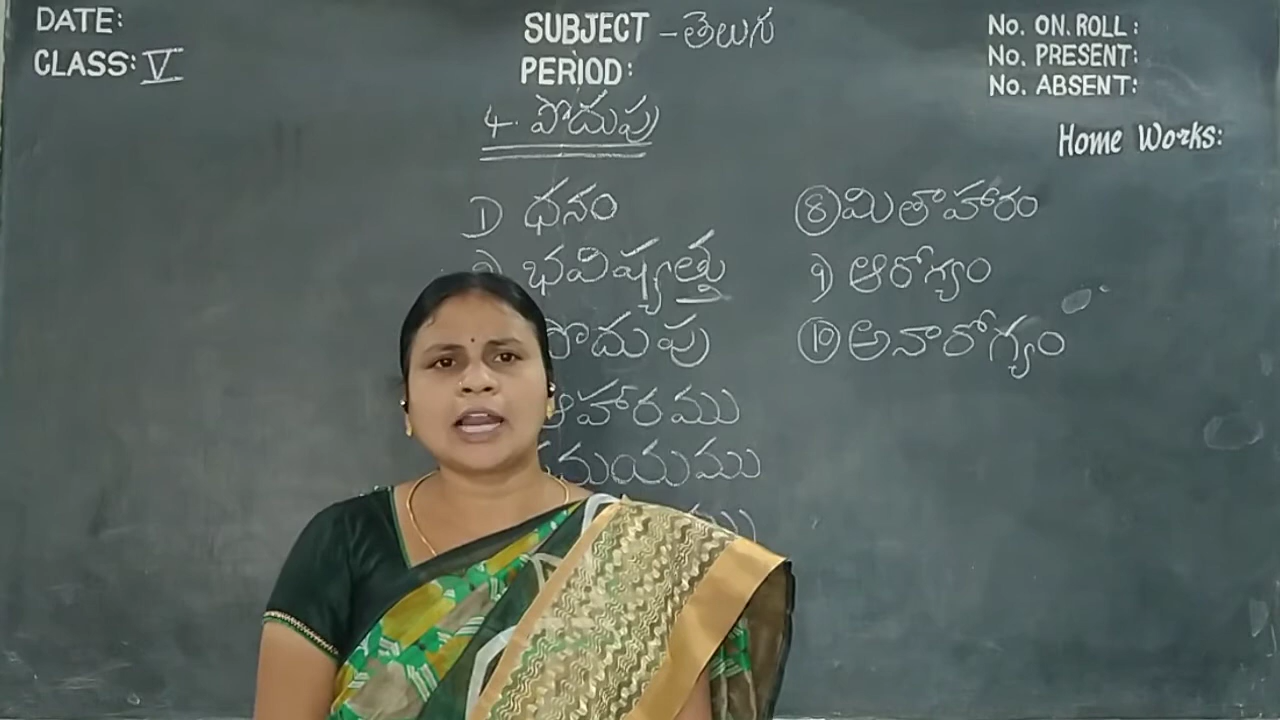 DATE:
CLASS: V
SUBJECT - తెలుగు
PERIOD:
No. ON. ROLL:
No. PRESENT:
No. ABSENT:
Home Works:
4. పొదుపు
1) ధనం
భవిష్యత్తు
పొదుపు
ఆహారము
సమయము
8 మితాహారం
9) ఆరోగ్యం
10 అనారోగ్యం